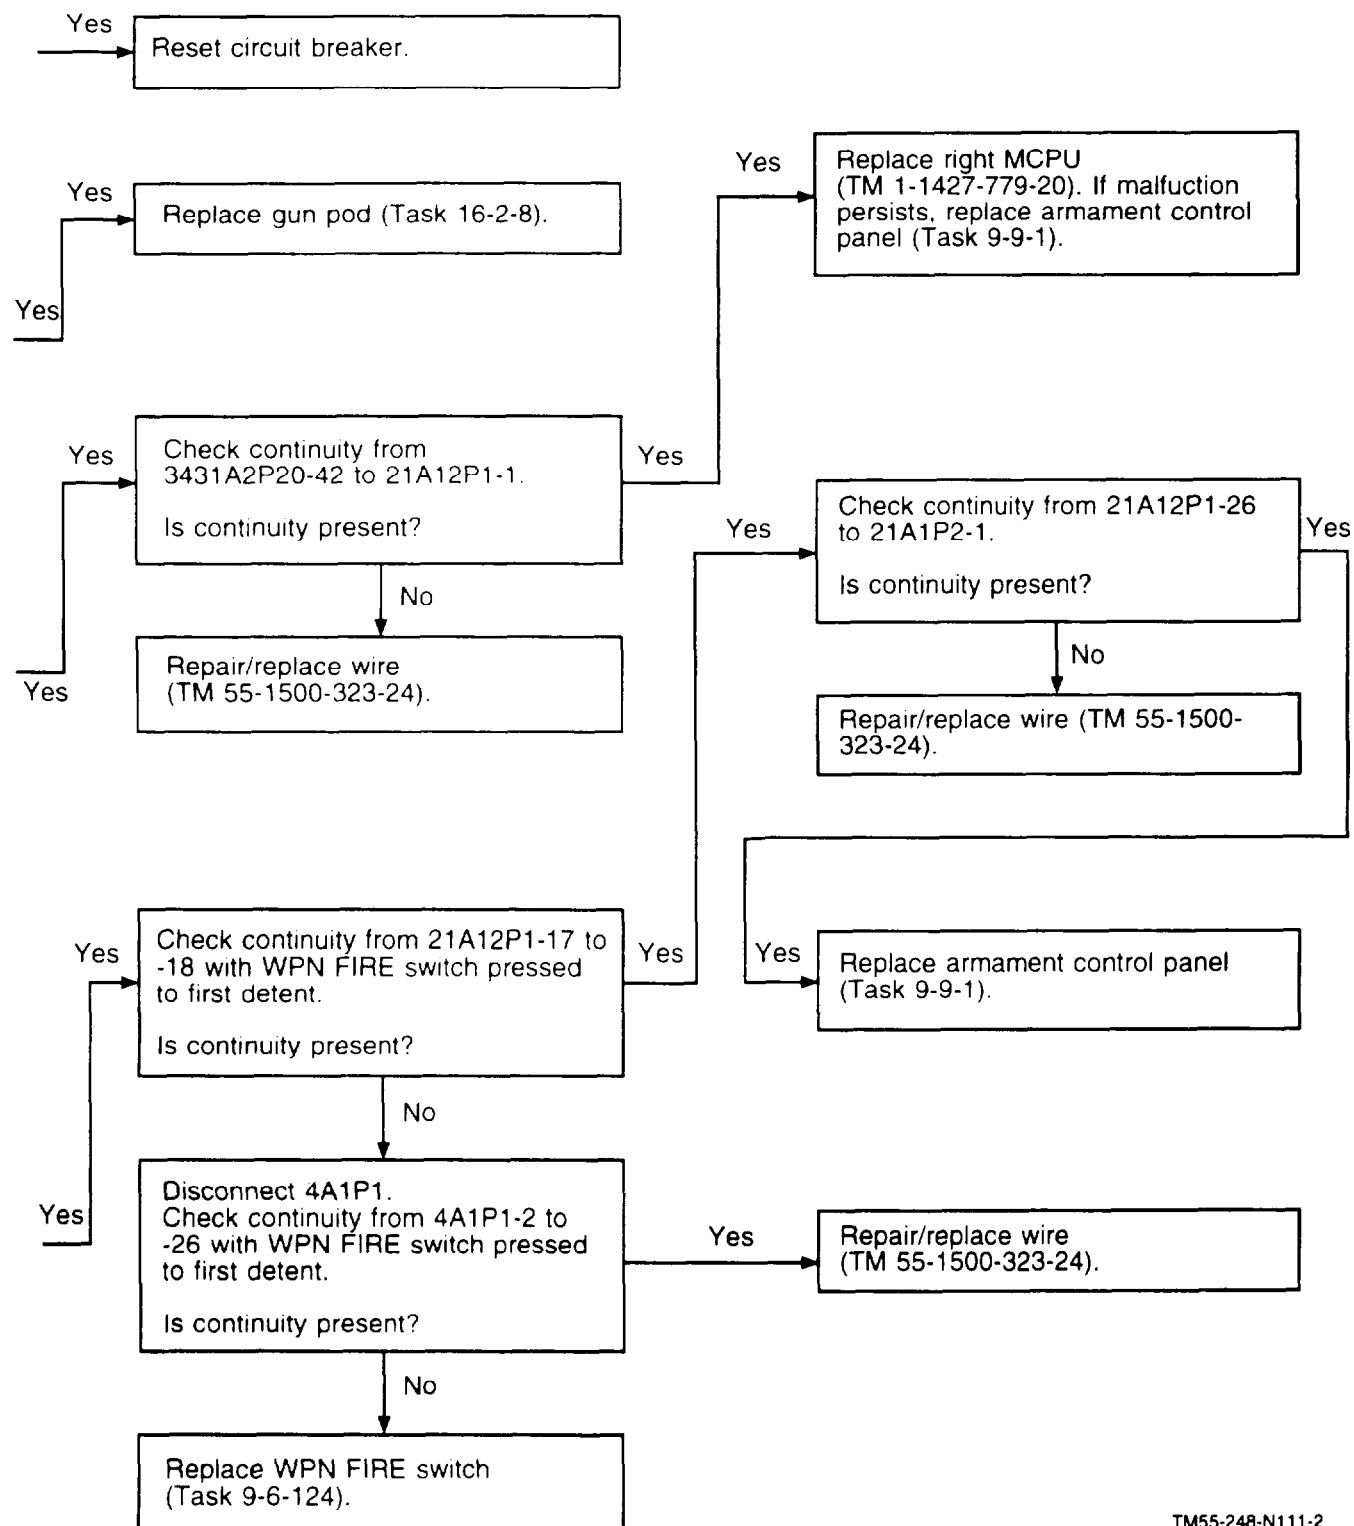 Yes
Reset circuit breaker.
Yes
Replace gun pod (Task 16-2-8).
Yes
Yes
Replace right MCPU
(TM 1-1427-779-20). If malfuction
persists, replace armament control
panel (Task 9-9-1).
Yes
Check continuity from
3431A2P20-42 to 21A12P1-1.
Is continuity present?
Yes
Yes
No
Repair/replace wire
(TM 55-1500-323-24).
Yes
Check continuity from 21A12P1-26
to 21A1P2-1.
Is continuity present?
Yes
No
Repair/replace wire (TM 55-1500-
323-24).
Yes
Check continuity from 21A12P1-17 to
-18 with WPN FIRE switch pressed
to first detent.
Is continuity present?
Yes
Yes
Replace armament control panel
(Task 9-9-1).
No
Yes
Disconnect 4A1P1.
Check continuity from 4A1P1-2 to
-26 with WPN FIRE switch pressed
to first detent.
Is continuity present?
Yes
Repair/replace wire
(TM 55-1500-323-24).
No
Replace WPN FIRE switch
(Task 9-6-124).
TM55-248-N111-2